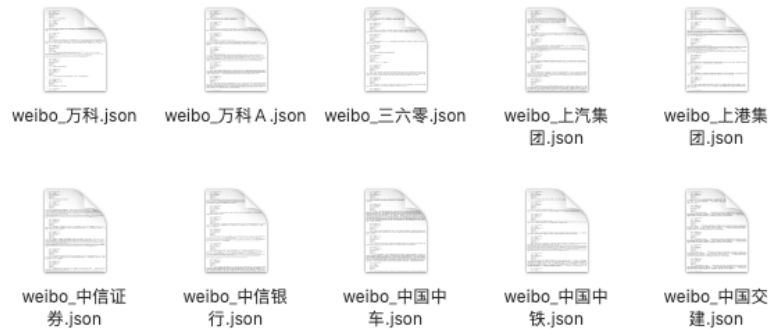 weibo_万科.json
weibo_万科A.json
weibo_三六零.json
weibo_上汽集
团.json
weibo_上港集
团.json
weibo_中信证
券.json
weibo_中信银
行.json
weibo_中国中
车.json
weibo_中国中
铁.json
weibo_中国交
建.json